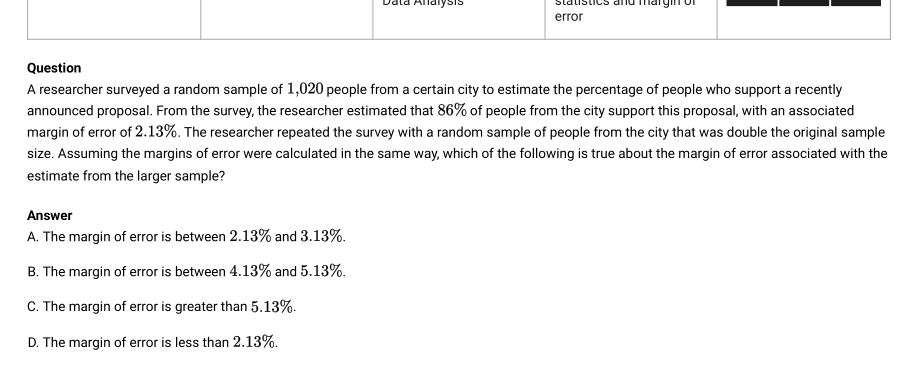 Data Analysis
statistics and margin of
error
Question
A researcher surveyed a random sample of 1,020 people from a certain city to estimate the percentage of people who support a recently
announced proposal. From the survey, the researcher estimated that 86% of people from the city support this proposal, with an associated
margin of error of 2.13%. The researcher repeated the survey with a random sample of people from the city that was double the original sample
size. Assuming the margins of error were calculated in the same way, which of the following is true about the margin of error associated with the
estimate from the larger sample?
Answer
A. The margin of error is between 2.13% and 3.13%.
B. The margin of error is between 4.13% and 5.13%.
C. The margin of error is greater than 5.13%.
D. The margin of error is less than 2.13%.